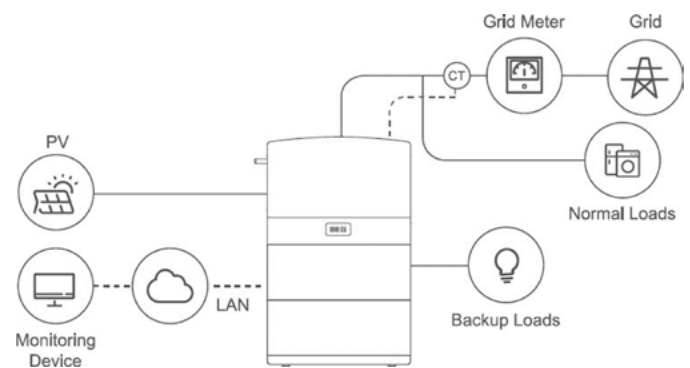 Grid Meter
Grid
CT
PV
Normal Loads
LAN
Backup Loads
Monitoring
Device